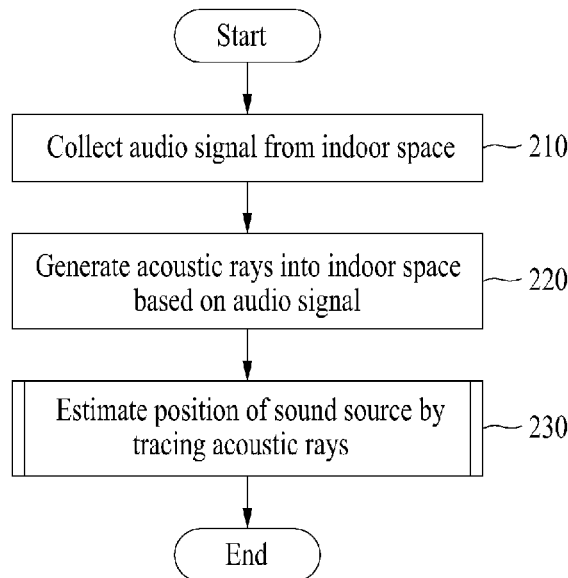 Start
Collect audio signal from indoor space
210
Generate acoustic rays into indoor space
based on audio signal
220
Estimate position of sound source by
tracing acoustic rays
230
End